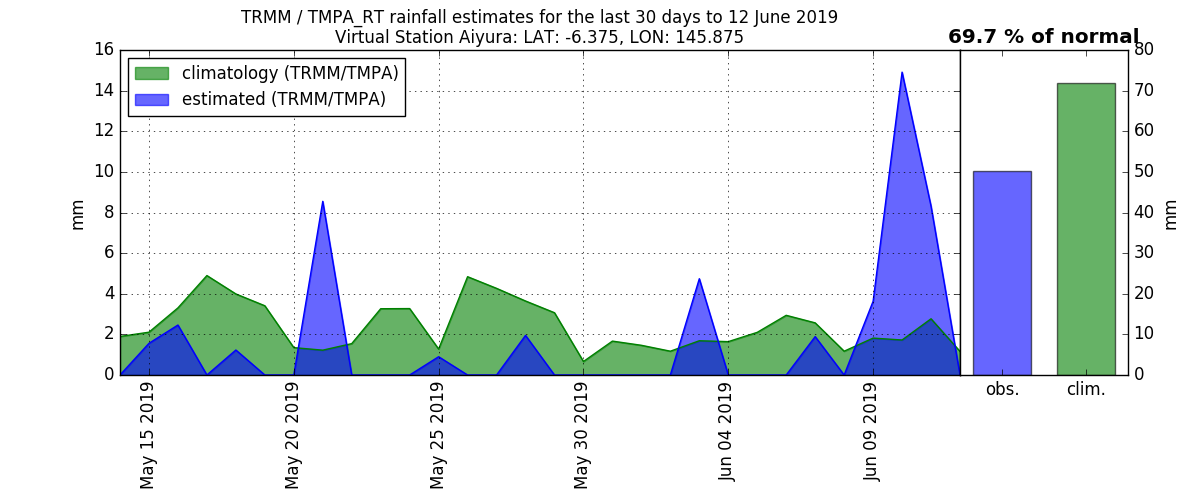 TRMM / TMPA_RT rainfall estimates for the last 30 days to 12 June 2019
Virtual Station Aiyura: LAT: -6.375, LON: 145.875
69.7 % of normal
climatology (TRMM/TMPA)
estimated (TRMM/TMPA)
16
14
12
10
8
6
4
2
0
mm
May 15 2019
May 20 2019
May 25 2019
May 30 2019
Jun 04 2019
Jun 09 2019
obs.
clim.
80
70
60
50
40
30
20
10
0
mm